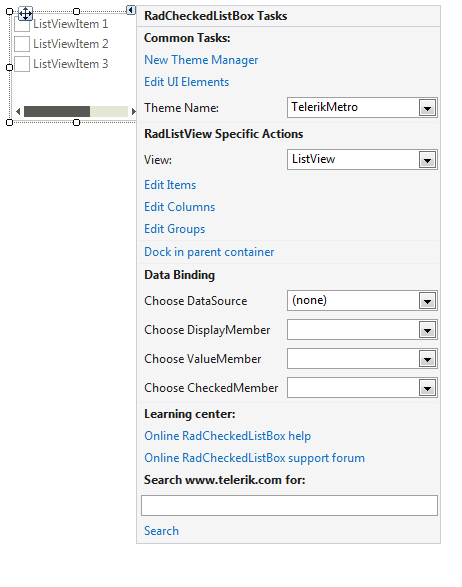 ListViewItem 1
ListViewItem 2
ListViewItem 3
RadCheckedListBox Tasks
Common Tasks:
New Theme Manager
Edit UI Elements
Theme Name: TelerikMetro
RadListView Specific Actions
View: ListView
Edit Items
Edit Columns
Edit Groups
Dock in parent container
Data Binding
Choose DataSource (none)
Choose DisplayMember
Choose ValueMember
Choose CheckedMember
Learning center:
Online RadCheckedListBox help
Online RadCheckedListBox support forum
Search www.telerik.com for:
Search